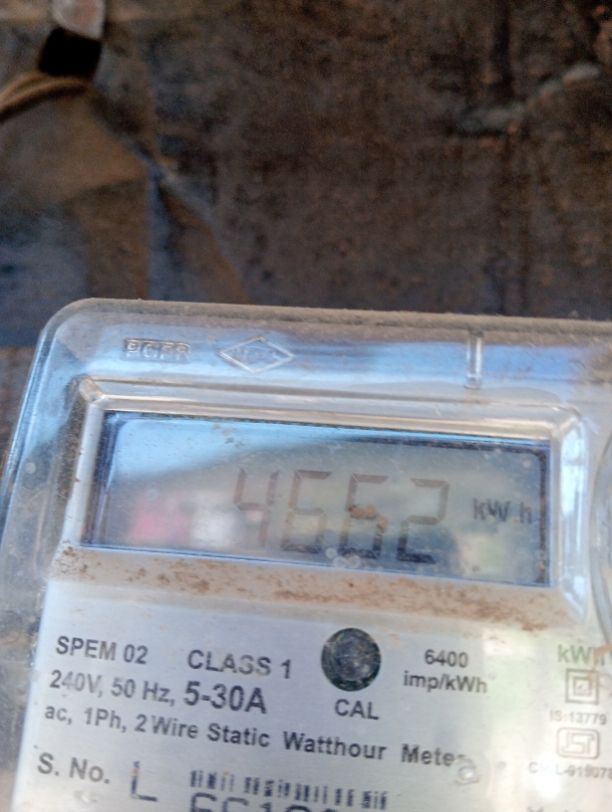 4662 kWh
SPEM 02 CLASS 1 6400 kWh
240V, 50 Hz, 5-30A imp/kWh
CAL
ac, 1Ph, 2 Wire Static Watthour Meter
IS:13779
S. No. L